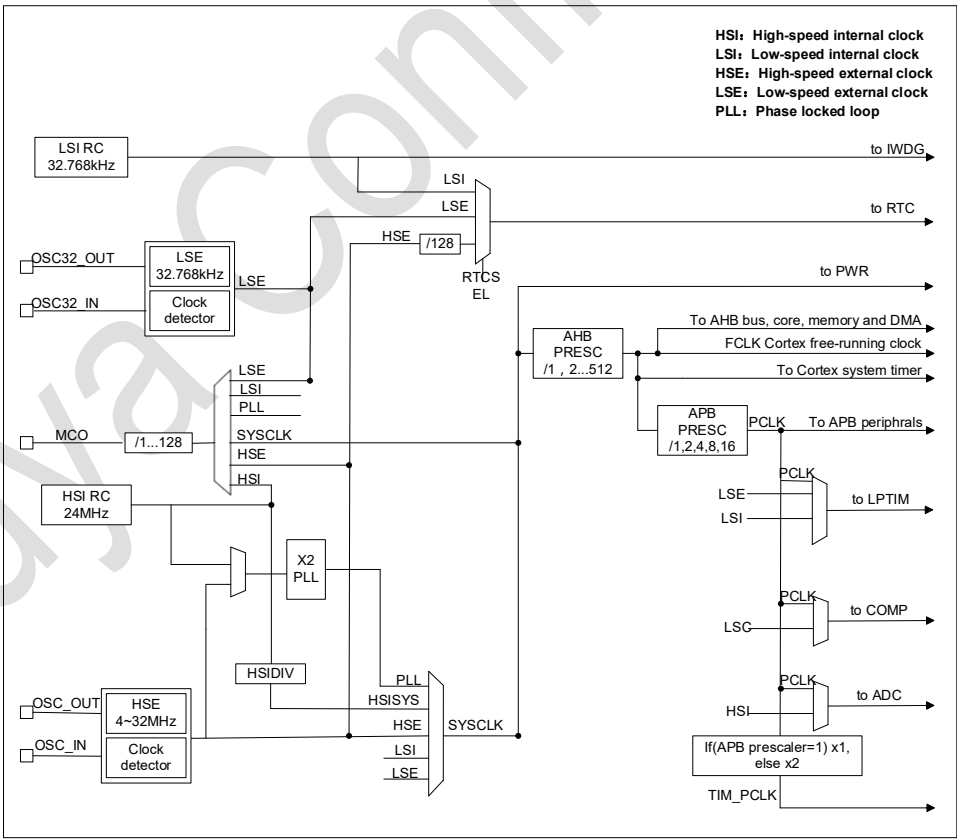 HSI: High-speed internal clock
LSI: Low-speed internal clock
HSE: High-speed external clock
LSE: Low-speed external clock
PLL: Phase locked loop
LSI RC
32.768kHz
to IWDG
LSI
LSE
HSE
/128
to RTC
RTCS
EL
OSC32_OUT
OSC32_IN
LSE
32.768kHz
Clock
detector
LSE
to PWR
AHB
PRESC
/1 , 2...512
To AHB bus, core, memory and DMA
FCLK Cortex free-running clock
To Cortex system timer
LSE
LSI
PLL
SYSCLK
HSE
HSI
MCO
/1...128
APB
PRESC
/1,2,4,8,16
PCLK
To APB periphrals
HSI RC
24MHz
PCLK
LSE
LSI
to LPTIM
X2
PLL
PCLK
LSC
to COMP
HSIDIV
PLL
HSISYS
HSE
LSI
LSE
SYSCLK
PCLK
HSI
to ADC
OSC_OUT
OSC_IN
HSE
4~32MHz
Clock
detector
If(APB prescaler=1) x1,
else x2
TIM_PCLK